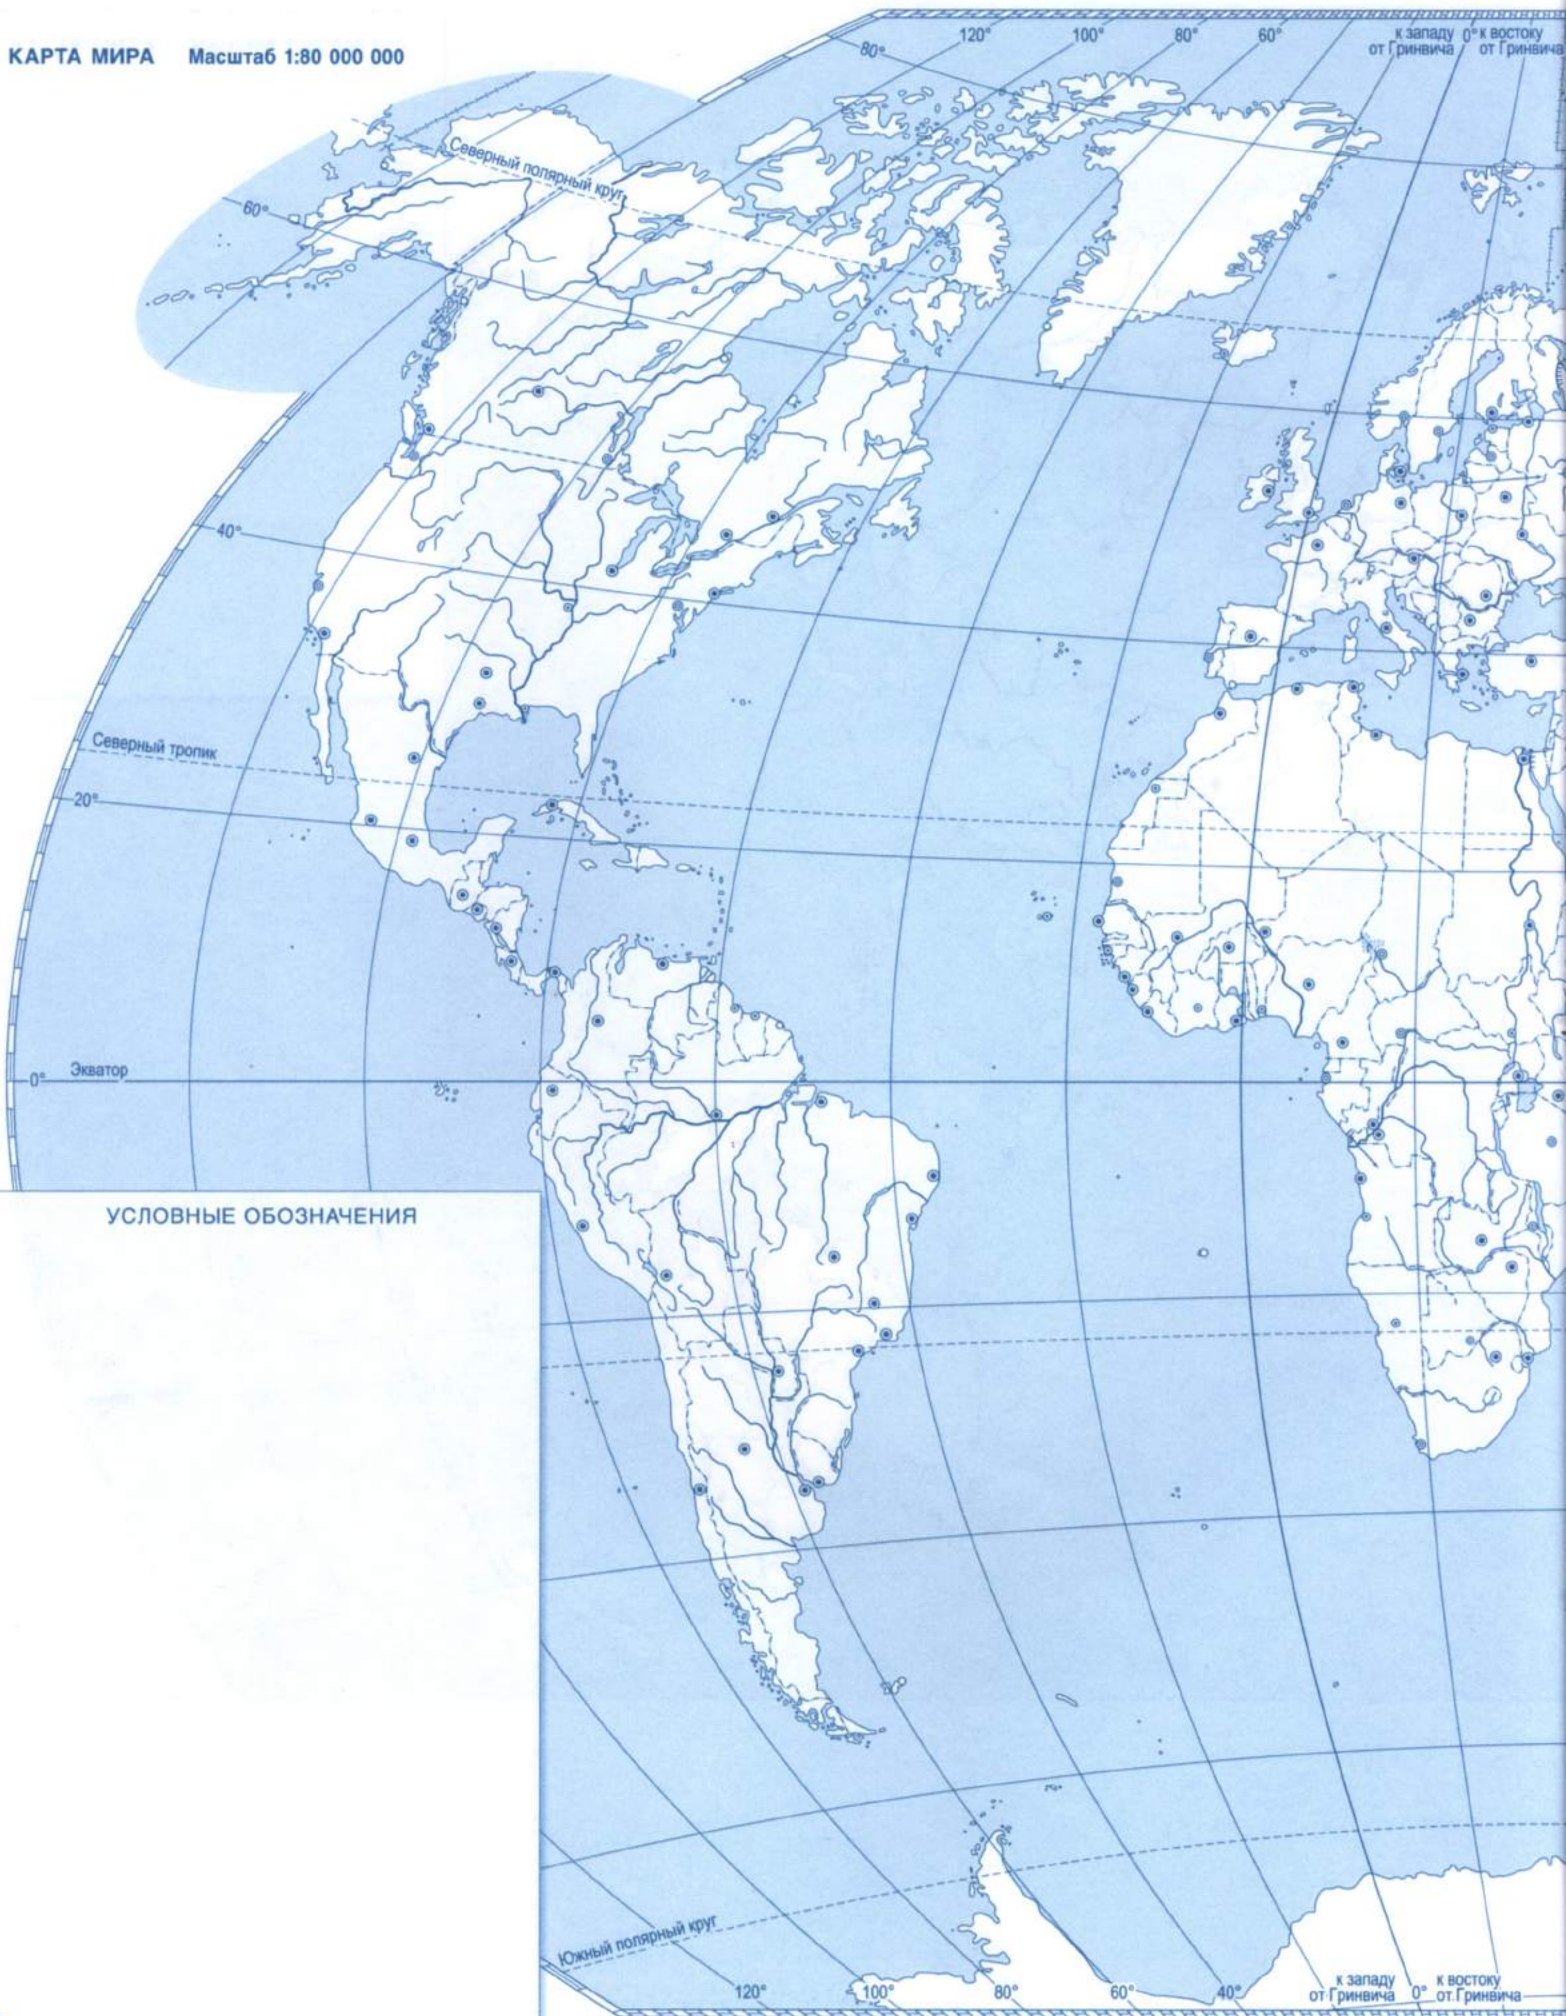 КАРТА МИРА Масштаб 1:80 000 000
80° 120° 100° 80° 60° к западу 0° к востоку
от Гринвича от Гринвича
Северный полярный круг
60°
40°
Северный тропик
20°
Экватор
0°
УСЛОВНЫЕ ОБОЗНАЧЕНИЯ
Южный полярный круг
120° 100° 80° 60° 40° к западу 0° к востоку
от Гринвича от Гринвича